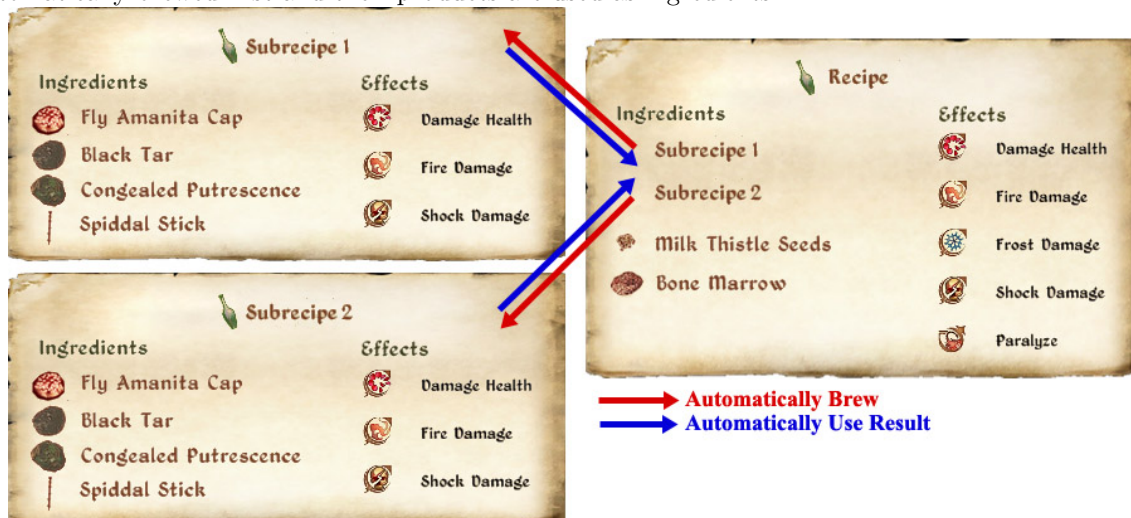 Subrecipe 1
Ingredients Effects
Fly Amanita Cap Damage Health
Black Tar Fire Damage
Congealed Putrescence
Spiddal Stick Shock Damage
Subrecipe 2
Ingredients Effects
Fly Amanita Cap Damage Health
Black Tar Fire Damage
Congealed Putrescence
Spiddal Stick Shock Damage
Recipe
Ingredients Effects
Subrecipe 1 Damage Health
Subrecipe 2 Fire Damage
Milk Thistle Seeds Frost Damage
Bone Marrow Shock Damage
Paralyze
Automatically Brew
Automatically Use Result